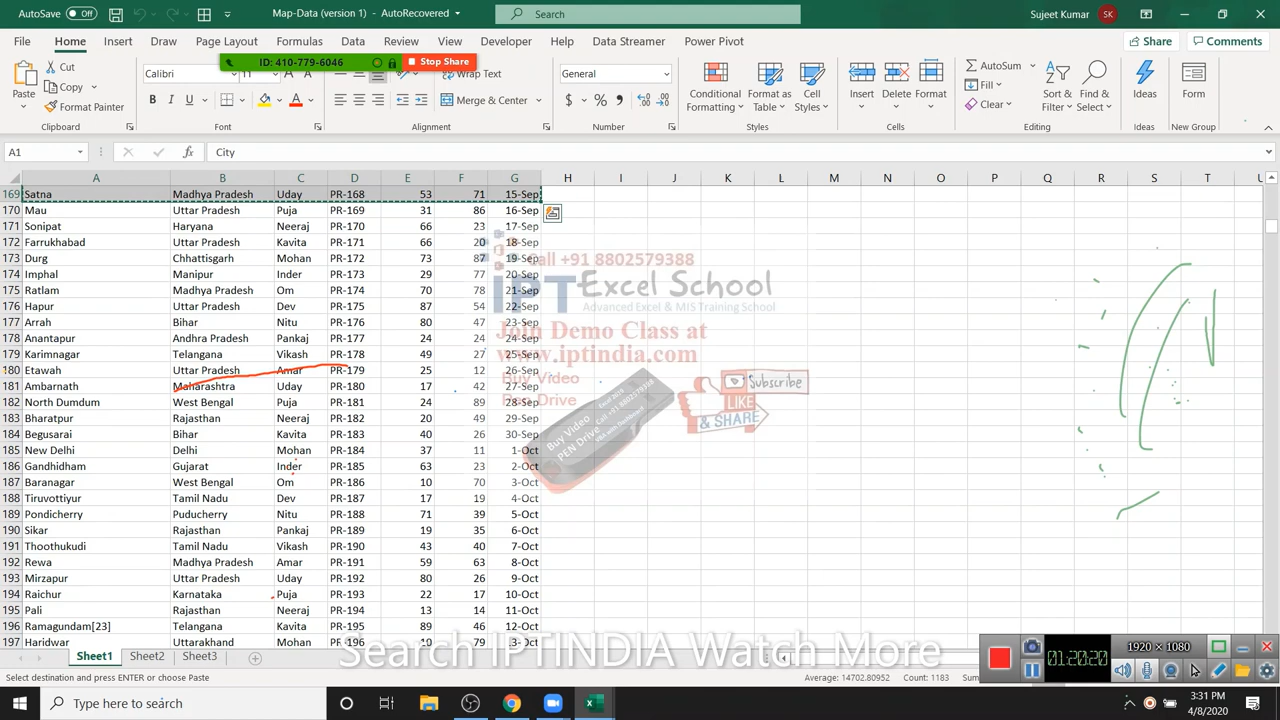 AutoSave Off Map-Data (version 1) - AutoRecovered Search Sujeet Kumar SK
File Home Insert Draw Page Layout Formulas Data Review View Developer Help Data Streamer Power Pivot Share Comments
ID: 410-779-6046 Stop Share
Cut Calibri 11 Wrap Text General AutoSum
Copy Fill
Paste Format Painter B I U Merge & Center $ % Conditional Formatting Format as Table Cell Styles Insert Delete Format Clear Sort & Filter Find & Select Ideas Form
Clipboard Font Alignment Number Styles Cells Editing Ideas New Group
A1 fx City
A B C D E F G H I J K L M N O P Q R S T U
169 Satna Madhya Pradesh Uday PR-168 53 71 15-Sep
170 Mau Uttar Pradesh Puja PR-169 31 86 16-Sep
171 Sonipat Haryana Neeraj PR-170 66 23 17-Sep
172 Farrukhabad Uttar Pradesh Kavita PR-171 66 20 18-Sep
173 Durg Chhattisgarh Mohan PR-172 73 87 19-Sep
174 Imphal Manipur Inder PR-173 29 77 20-Sep
175 Ratlam Madhya Pradesh Om PR-174 70 78 21-Sep
176 Hapur Uttar Pradesh Dev PR-175 87 54 22-Sep
177 Arrah Bihar Nitu PR-176 80 47 23-Sep
178 Anantapur Andhra Pradesh Pankaj PR-177 24 24 24-Sep
179 Karimnagar Telangana Vikash PR-178 49 27 25-Sep
180 Etawah Uttar Pradesh Amar PR-179 25 12 26-Sep
181 Ambarnath Maharashtra Uday PR-180 17 42 27-Sep
182 North Dumdum West Bengal Puja PR-181 24 89 28-Sep
183 Bharatpur Rajasthan Neeraj PR-182 20 49 29-Sep
184 Begusarai Bihar Kavita PR-183 40 26 30-Sep
185 New Delhi Delhi Mohan PR-184 37 11 1-Oct
186 Gandhidham Gujarat Inder PR-185 63 23 2-Oct
187 Baranagar West Bengal Om PR-186 10 70 3-Oct
188 Tiruvottiyur Tamil Nadu Dev PR-187 17 19 4-Oct
189 Pondicherry Puducherry Nitu PR-188 71 39 5-Oct
190 Sikar Rajasthan Pankaj PR-189 19 35 6-Oct
191 Thoothukudi Tamil Nadu Vikash PR-190 43 40 7-Oct
192 Rewa Madhya Pradesh Amar PR-191 59 63 8-Oct
193 Mirzapur Uttar Pradesh Uday PR-192 80 26 9-Oct
194 Raichur Karnataka Puja PR-193 22 17 10-Oct
195 Pali Rajasthan Neeraj PR-194 13 14 11-Oct
196 Ramagundam[23] Telangana Kavita PR-195 89 46 12-Oct
197 Haridwar Uttarakhand Mohan PR-196 10 79 13-Oct
Call +91 8802579388
IPT Excel School
Advanced Excel & MIS Training School
Join Demo Class at
www.iptindia.com
Buy Video
Pen Drive
Buy Video
PEN Drive
Subscribe
LIKE
& SHARE
Search IPTINDIA Watch More
01:20:20 1920 × 1080
Sheet1 Sheet2 Sheet3
Select destination and press ENTER or choose Paste Average: 14702.80952 Count: 1183
Type here to search 3:31 PM
4/8/2020